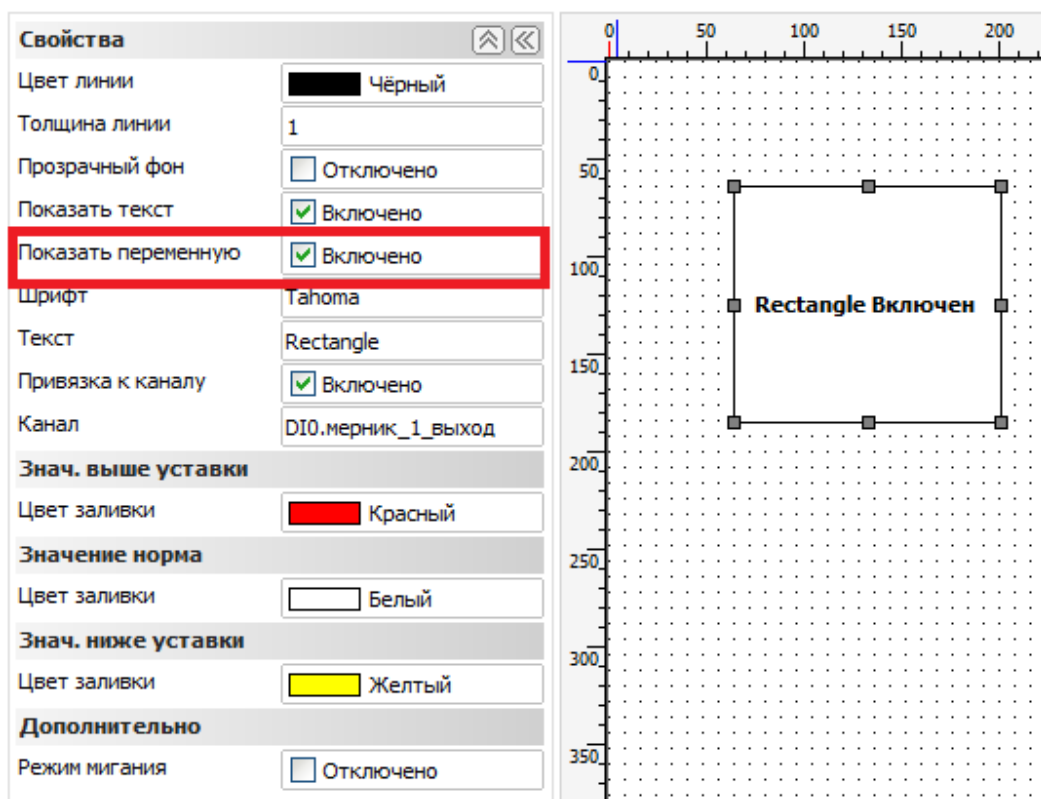 Свойства
Цвет линии Чёрный
Толщина линии 1
Прозрачный фон Отключено
Показать текст Включено
Показать переменную Включено
Шрифт Tahoma
Текст Rectangle
Привязка к каналу Включено
Канал DI0.мерник_1_выход
Знач. выше уставки
Цвет заливки Красный
Значение норма
Цвет заливки Белый
Знач. ниже уставки
Цвет заливки Желтый
Дополнительно
Режим мигания Отключено
0 50 100 150 200
0
50
100
150
200
250
300
350
Rectangle Включен